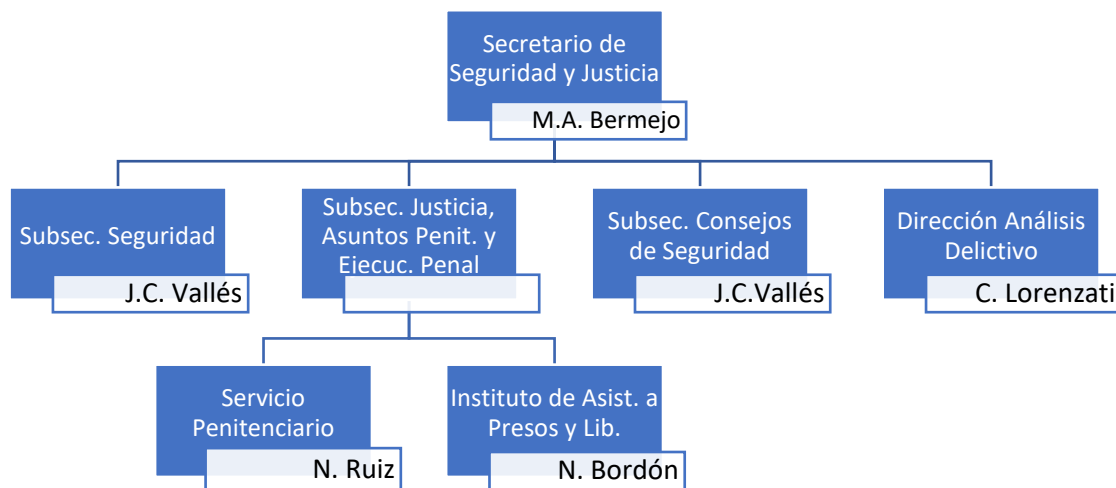 Secretario de
Seguridad y Justicia
M.A. Bermejo
Subsec. Seguridad
J.C. Vallés
Subsec. Justicia,
Asuntos Penit. y
Ejecuc. Penal
Subsec. Consejos
de Seguridad
J.C.Vallés
Dirección Análisis
Delictivo
C. Lorenzati
Servicio
Penitenciario
N. Ruiz
Instituto de Asist. a
Presos y Lib.
N. Bordón